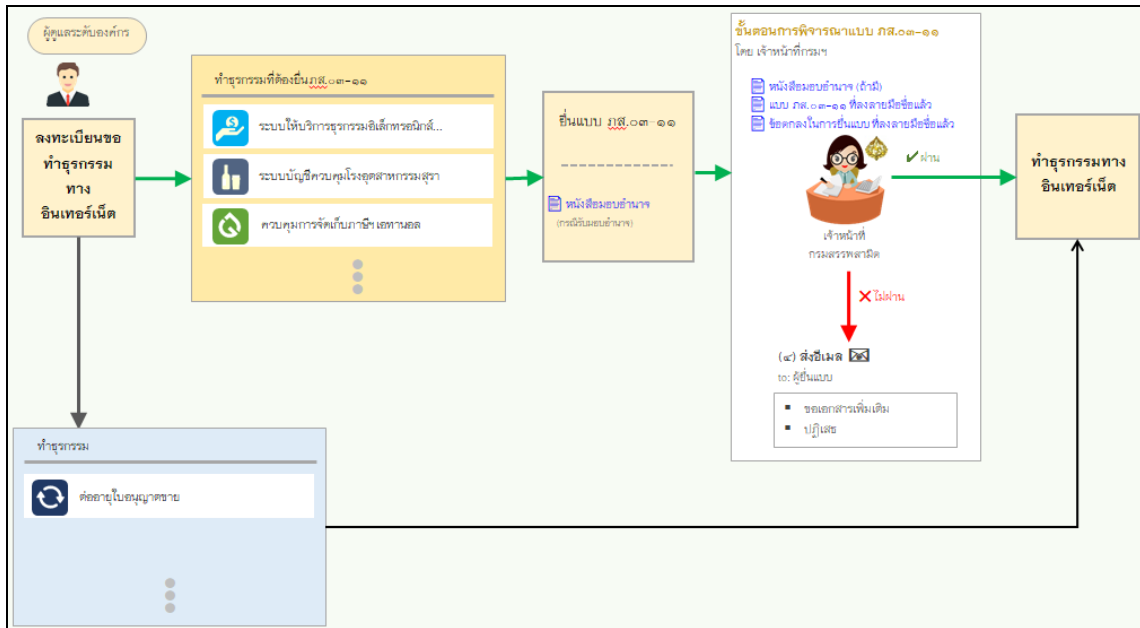 ผู้ดูแลระดับองค์กร
ลงทะเบียนขอ
ทำธุรกรรม
ทาง
อินเทอร์เน็ต
ทำธุรกรรมที่ต้องยื่นภส.๐๓-๑๑
ระบบให้บริการธุรกรรมอิเล็กทรอนิกส์...
ระบบบัญชีควบคุมโรงอุตสาหกรรมสุรา
ควบคุมการจัดเก็บภาษีฯเอทานอล
ยื่นแบบ ภส.๐๓-๑๑
หนังสือมอบอำนาจ
(กรณีรับมอบอำนาจ)
ขั้นตอนการพิจารณาแบบ ภส.๐๓-๑๑
โดย เจ้าหน้าที่กรมฯ
หนังสือมอบอำนาจ (ถ้ามี)
แบบ ภส.๐๓-๑๑ ที่ลงลายมือชื่อแล้ว
ข้อตกลงในการยื่นแบบ ที่ลงลายมือชื่อแล้ว
ผ่าน
เจ้าหน้าที่
กรมสรรพสามิต
ไม่ผ่าน
(๔) ส่งอีเมล
to: ผู้ยื่นแบบ
ขอเอกสารเพิ่มเติม
ปฏิเสธ
ทำธุรกรรมทาง
อินเทอร์เน็ต
ทำธุรกรรม
ต่ออายุใบอนุญาตขาย